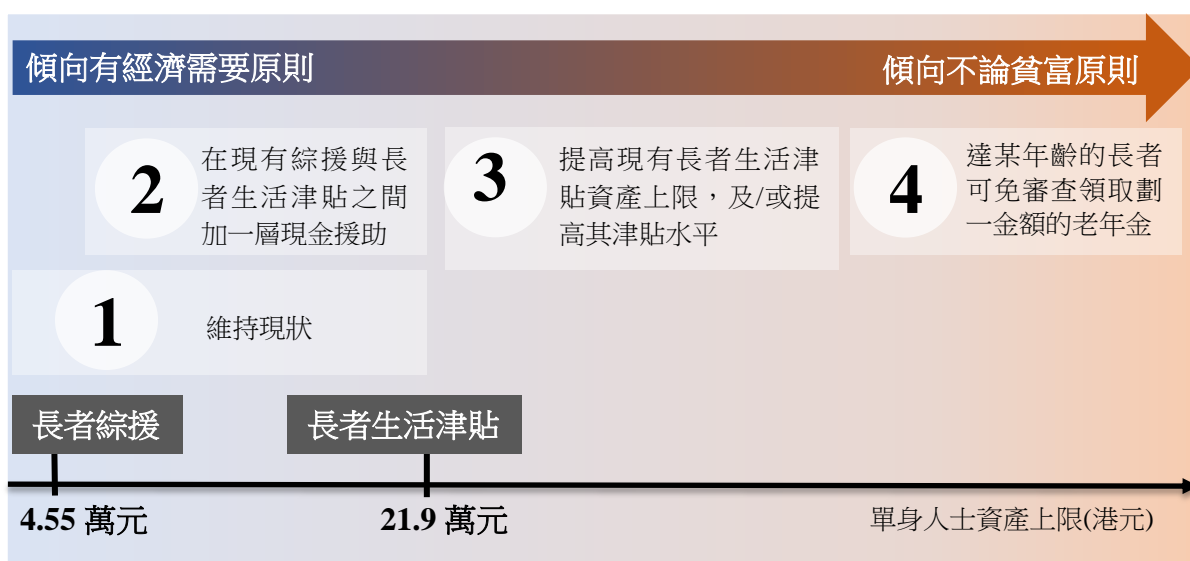 傾向有經濟需要原則
傾向不論貧富原則
2
在現有綜援與長
者生活津貼之間
加一層現金援助
3
提高現有長者生活津
貼資產上限，及/或提
高其津貼水平
4
達某年齡的長者
可免審查領取劃
一金額的老年金
1
維持現狀
長者綜援
長者生活津貼
4.55 萬元
21.9 萬元
單身人士資產上限(港元)